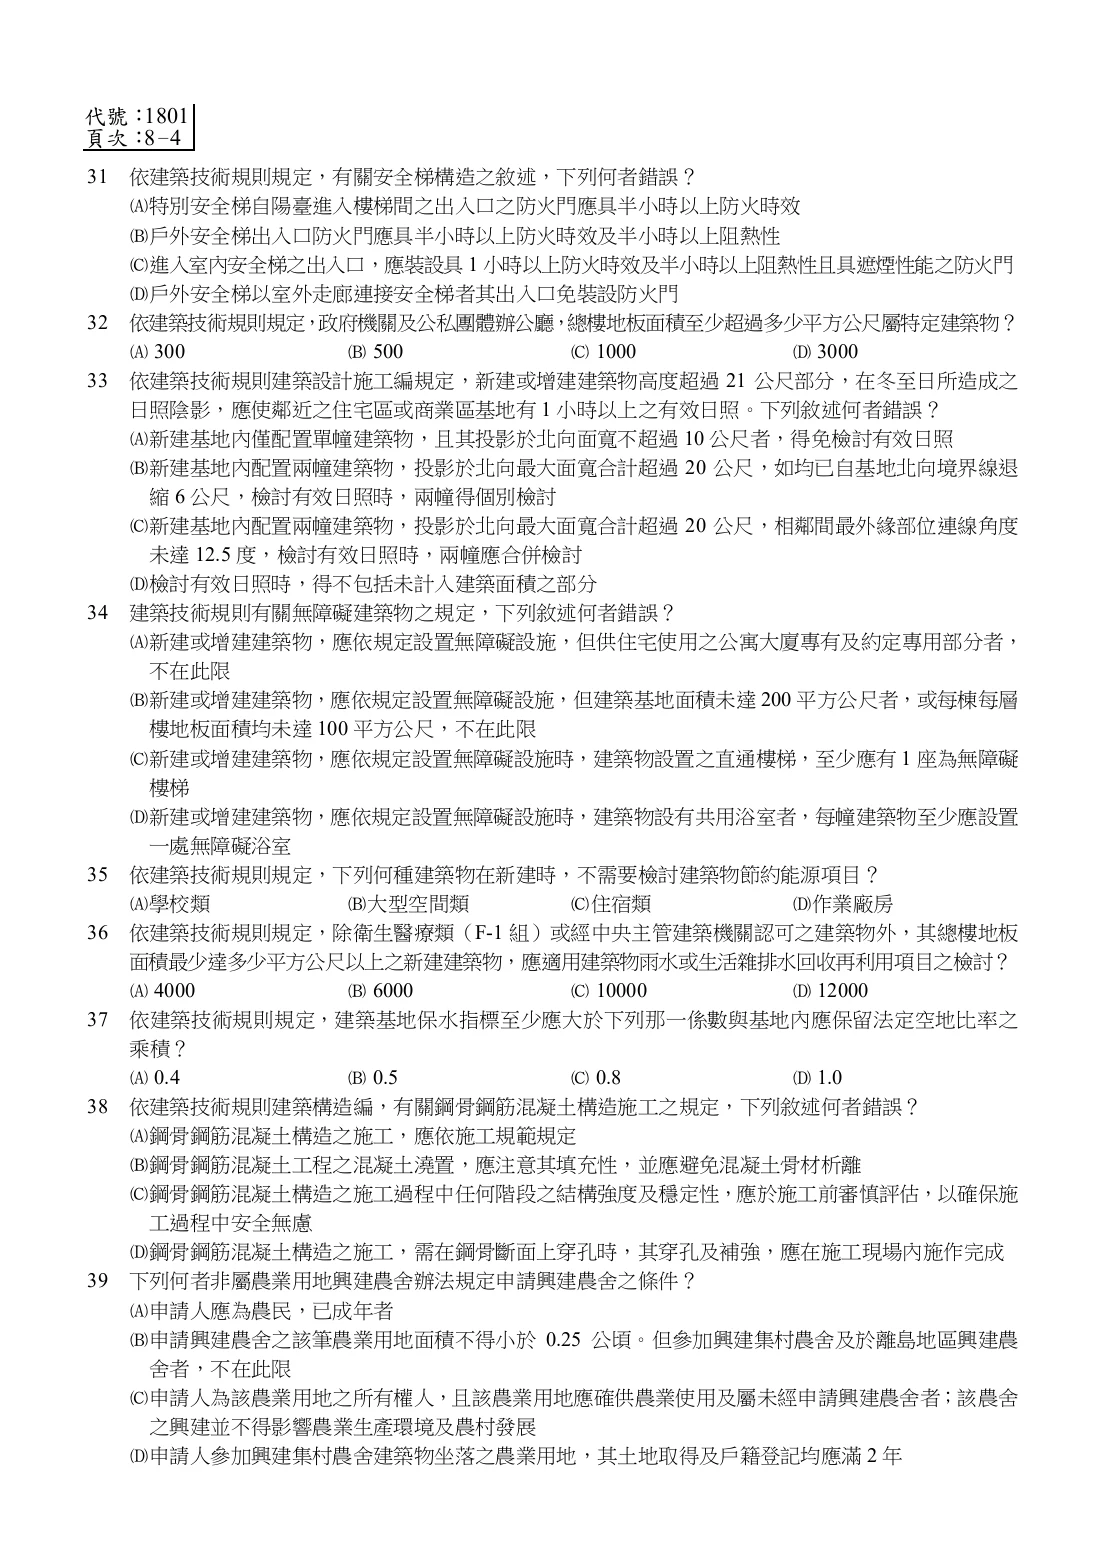 代號：1801
頁次：8－4
31 依建築技術規則規定，有關安全梯構造之敘述，下列何者錯誤？
(A)特別安全梯自陽臺進入樓梯間之出入口之防火門應具半小時以上防火時效
(B)戶外安全梯出入口防火門應具半小時以上防火時效及半小時以上阻熱性
(C)進入室內安全梯之出入口，應裝設具 1 小時以上防火時效及半小時以上阻熱性且具遮煙性能之防火門
(D)戶外安全梯以室外走廊連接安全梯者其出入口免裝設防火門
32 依建築技術規則規定，政府機關及公私團體辦公廳，總樓地板面積至少超過多少平方公尺屬特定建築物？
(A) 300 (B) 500 (C) 1000 (D) 3000
33 依建築技術規則建築設計施工編規定，新建或增建建築物高度超過 21 公尺部分，在冬至日所造成之
日照陰影，應使鄰近之住宅區或商業區基地有 1 小時以上之有效日照。下列敘述何者錯誤？
(A)新建基地內僅配置單幢建築物，且其投影於北向面寬不超過 10 公尺者，得免檢討有效日照
(B)新建基地內配置兩幢建築物，投影於北向最大面寬合計超過 20 公尺，如均已自基地北向境界線退
縮 6 公尺，檢討有效日照時，兩幢得個別檢討
(C)新建基地內配置兩幢建築物，投影於北向最大面寬合計超過 20 公尺，相鄰間最外緣部位連線角度
未達 12.5 度，檢討有效日照時，兩幢應合併檢討
(D)檢討有效日照時，得不包括未計入建築面積之部分
34 建築技術規則有關無障礙建築物之規定，下列敘述何者錯誤？
(A)新建或增建建築物，應依規定設置無障礙設施，但供住宅使用之公寓大廈專有及約定專用部分者，
不在此限
(B)新建或增建建築物，應依規定設置無障礙設施，但建築基地面積未達 200 平方公尺者，或每棟每層
樓地板面積均未達 100 平方公尺，不在此限
(C)新建或增建建築物，應依規定設置無障礙設施時，建築物設置之直通樓梯，至少應有 1 座為無障礙
樓梯
(D)新建或增建建築物，應依規定設置無障礙設施時，建築物設有共用浴室者，每幢建築物至少應設置
一處無障礙浴室
35 依建築技術規則規定，下列何種建築物在新建時，不需要檢討建築物節約能源項目？
(A)學校類 (B)大型空間類 (C)住宿類 (D)作業廠房
36 依建築技術規則規定，除衛生醫療類（F-1 組）或經中央主管建築機關認可之建築物外，其總樓地板
面積最少達多少平方公尺以上之新建建築物，應適用建築物雨水或生活雜排水回收再利用項目之檢討？
(A) 4000 (B) 6000 (C) 10000 (D) 12000
37 依建築技術規則規定，建築基地保水指標至少應大於下列那一係數與基地內應保留法定空地比率之
乘積？
(A) 0.4 (B) 0.5 (C) 0.8 (D) 1.0
38 依建築技術規則建築構造編，有關鋼骨鋼筋混凝土構造施工之規定，下列敘述何者錯誤？
(A)鋼骨鋼筋混凝土構造之施工，應依施工規範規定
(B)鋼骨鋼筋混凝土工程之混凝土澆置，應注意其填充性，並應避免混凝土骨材析離
(C)鋼骨鋼筋混凝土構造之施工過程中任何階段之結構強度及穩定性，應於施工前審慎評估，以確保施
工過程中安全無慮
(D)鋼骨鋼筋混凝土構造之施工，需在鋼骨斷面上穿孔時，其穿孔及補強，應在施工現場內施作完成
39 下列何者非屬農業用地興建農舍辦法規定申請興建農舍之條件？
(A)申請人應為農民，已成年者
(B)申請興建農舍之該筆農業用地面積不得小於 0.25 公頃。但參加興建集村農舍及於離島地區興建農
舍者，不在此限
(C)申請人為該農業用地之所有權人，且該農業用地應確供農業使用及屬未經申請興建農舍者；該農舍
之興建並不得影響農業生產環境及農村發展
(D)申請人參加興建集村農舍建築物坐落之農業用地，其土地取得及戶籍登記均應滿 2 年